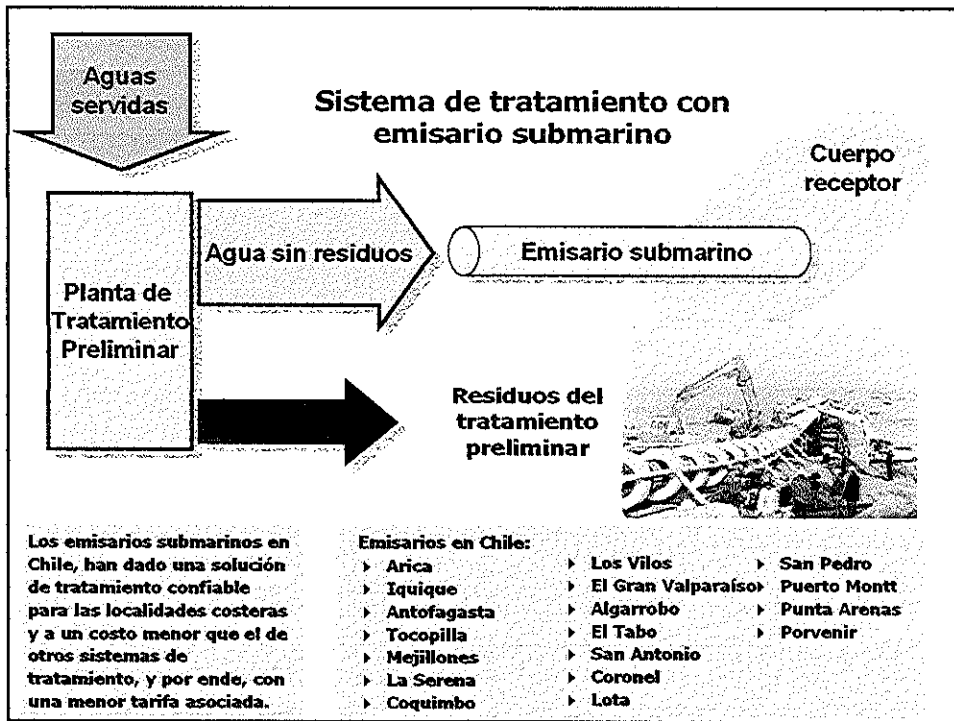 Aguas
servidas
Sistema de tratamiento con
emisario submarino
Cuerpo
receptor
Agua sin residuos
Emisario submarino
Planta de
Tratamiento
Preliminar
Residuos del
tratamiento
preliminar
Los emisarios submarinos en
Chile, han dado una solución
de tratamiento confiable
para las localidades costeras
y a un costo menor que el de
otros sistemas de
tratamiento, y por ende, con
una menor tarifa asociada.
Emisarios en Chile:
Arica
Iquique
Antofagasta
Tocopilla
Mejillones
La Serena
Coquimbo
Los Vilos
El Gran Valparaíso
Algarrobo
El Tabo
San Antonio
Coronel
Lota
San Pedro
Puerto Montt
Punta Arenas
Porvenir